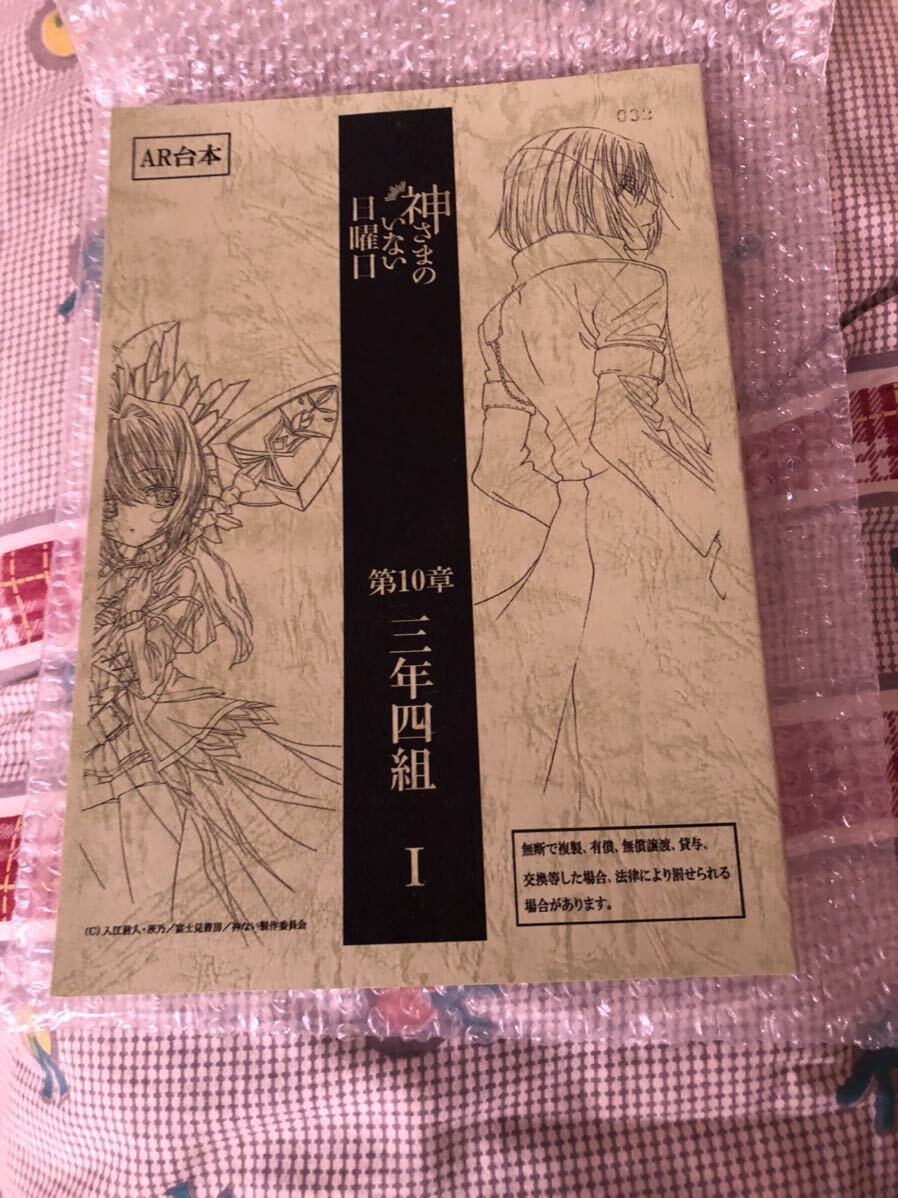 032
AR台本
神さまの
いない
日曜日
第10章
三年四組
I
無断で複製、有償、無償譲渡、貸与、
交換等した場合、法律により罰せられる
場合があります。
(C)入江君人・茨乃／富士見書房／神ない製作委員会